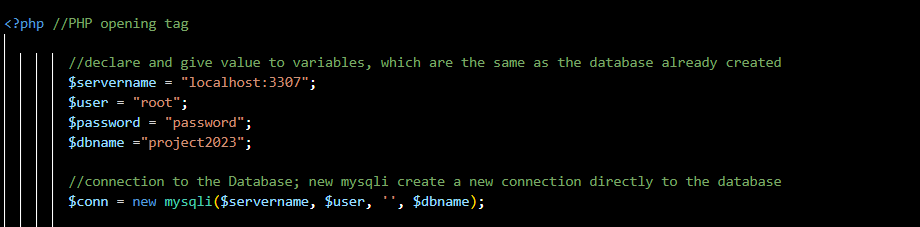 <?php //PHP opening tag
//declare and give value to variables, which are the same as the database already created
$servername = "localhost:3307";
$user = "root";
$password = "password";
$dbname ="project2023";
//connection to the Database; new mysqli create a new connection directly to the database
$conn = new mysqli($servername, $user, '', $dbname);